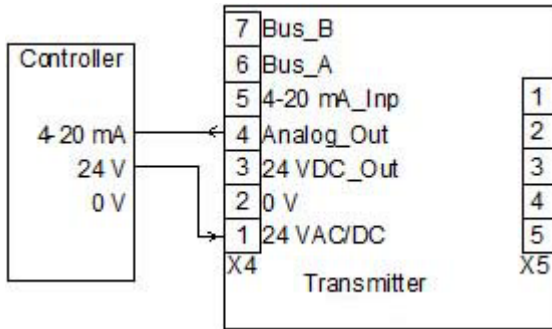 Controller
4-20 mA
24 V
0 V
7 Bus_B
6 Bus_A
5 4-20 mA_Inp
4 Analog_Out
3 24 VDC_Out
2 0 V
1 24 VAC/DC
X4
Transmitter
1
2
3
4
5
X5